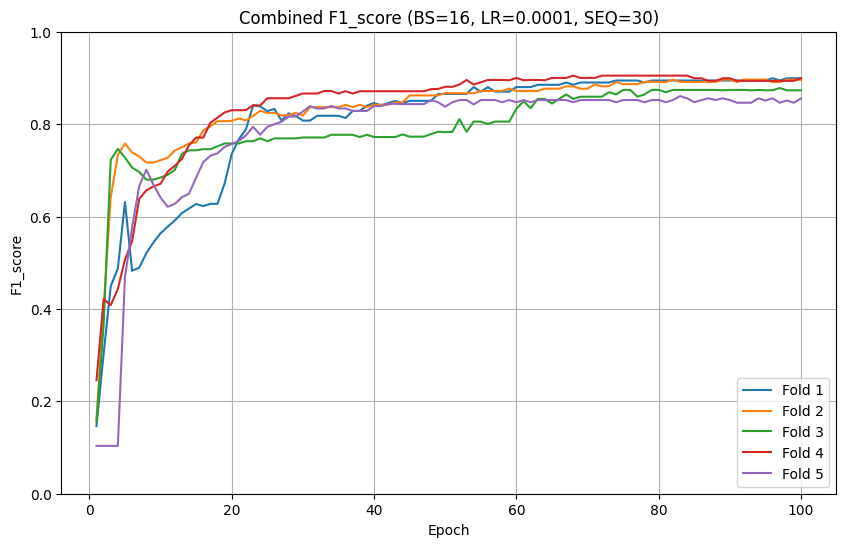 Combined F1_score (BS=16, LR=0.0001, SEQ=30)
F1_score
1.0
0.8
0.6
0.4
0.2
0.0
0
20
40
60
80
100
Epoch
Fold 1
Fold 2
Fold 3
Fold 4
Fold 5